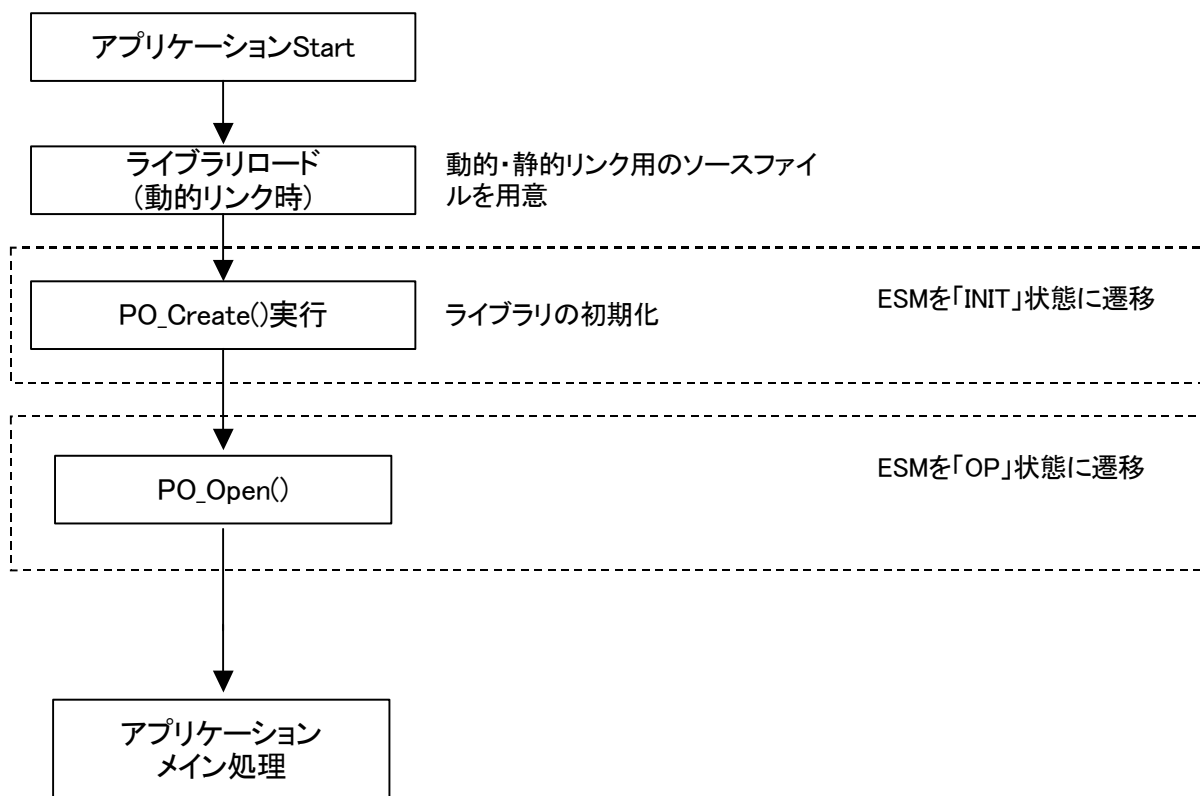 アプリケーションStart
ライブラリロード
(動的リンク時)
動的・静的リンク用のソースファイ
ルを用意
PO_Create()実行
ライブラリの初期化
ESMを「INIT」状態に遷移
PO_Open()
ESMを「OP」状態に遷移
アプリケーション
メイン処理